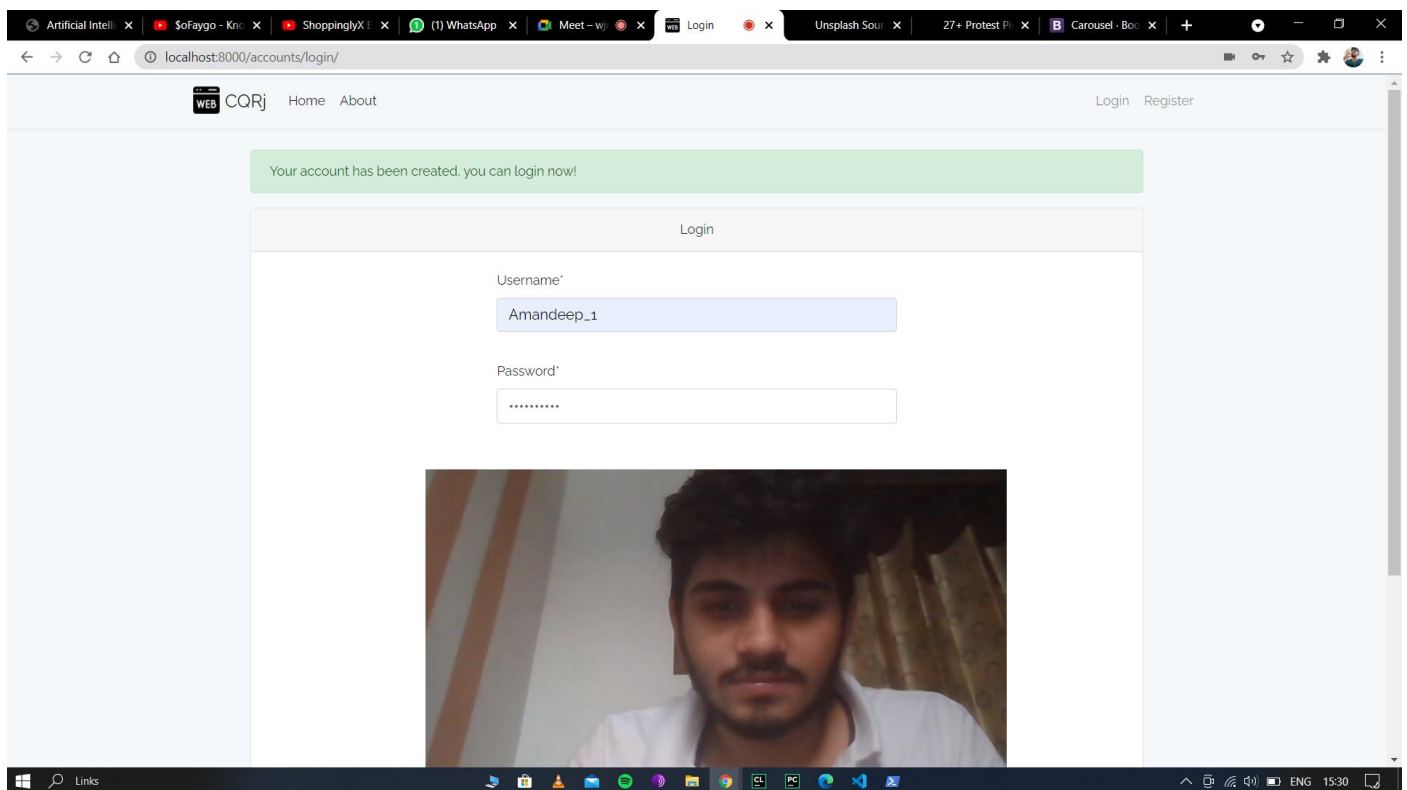 Artificial Intelli $oFaygo - Kno ShoppinglyX E (1) WhatsApp Meet – wj Login Unsplash Sour 27+ Protest Pi B Carousel · Boo
localhost:8000/accounts/login/
WEB CQRj Home About Login Register
Your account has been created, you can login now!
Login
Username*
Amandeep_1
Password*
••••••••••
Links CL PC ENG 15:30